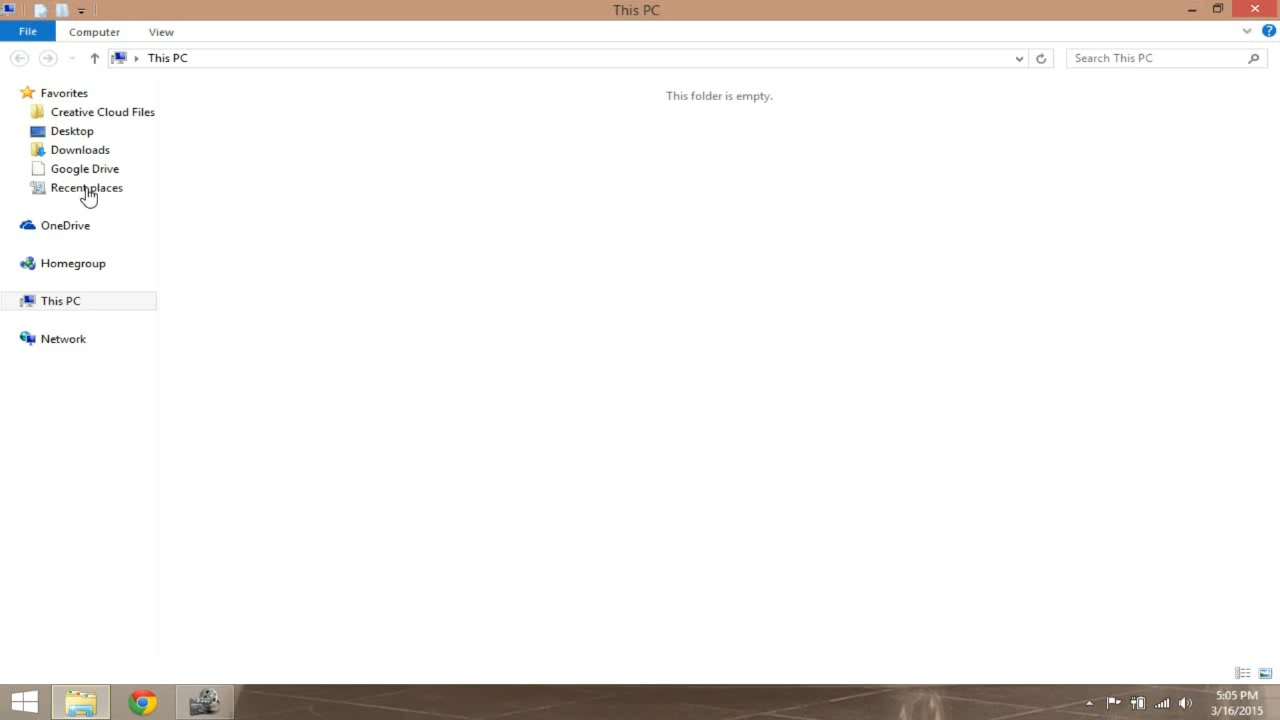 This PC
File Computer View
This PC
Search This PC
Favorites
Creative Cloud Files
Desktop
Downloads
Google Drive
Recent places
OneDrive
Homegroup
This PC
Network
This folder is empty.
5:05 PM
3/16/2015